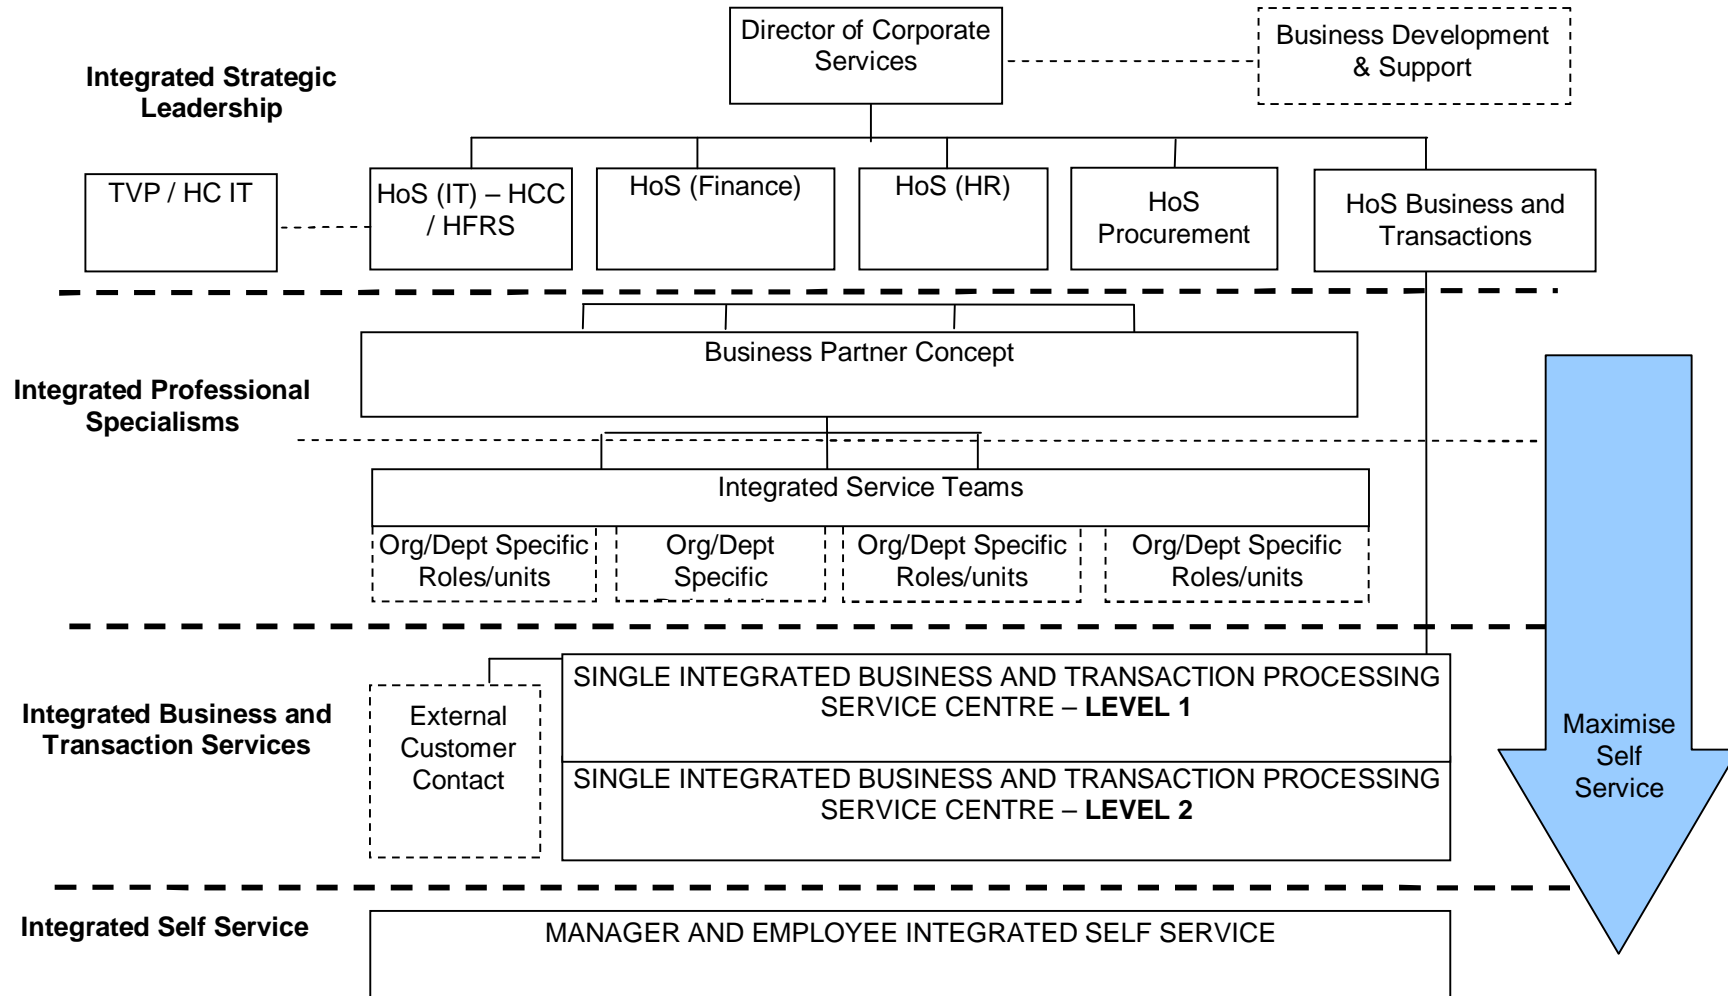 Director of Corporate
Services
Business Development
& Support
Integrated Strategic
Leadership
TVP / HC IT
HoS (IT) – HCC
/ HFRS
HoS (Finance)
HoS (HR)
HoS
Procurement
HoS Business and
Transactions
Business Partner Concept
Integrated Professional
Specialisms
Integrated Service Teams
Org/Dept Specific
Roles/units
Org/Dept
Specific
Org/Dept Specific
Roles/units
Org/Dept Specific
Roles/units
Integrated Business and
Transaction Services
External
Customer
Contact
SINGLE INTEGRATED BUSINESS AND TRANSACTION PROCESSING
SERVICE CENTRE – LEVEL 1
SINGLE INTEGRATED BUSINESS AND TRANSACTION PROCESSING
SERVICE CENTRE – LEVEL 2
Maximise
Self
Service
Integrated Self Service
MANAGER AND EMPLOYEE INTEGRATED SELF SERVICE